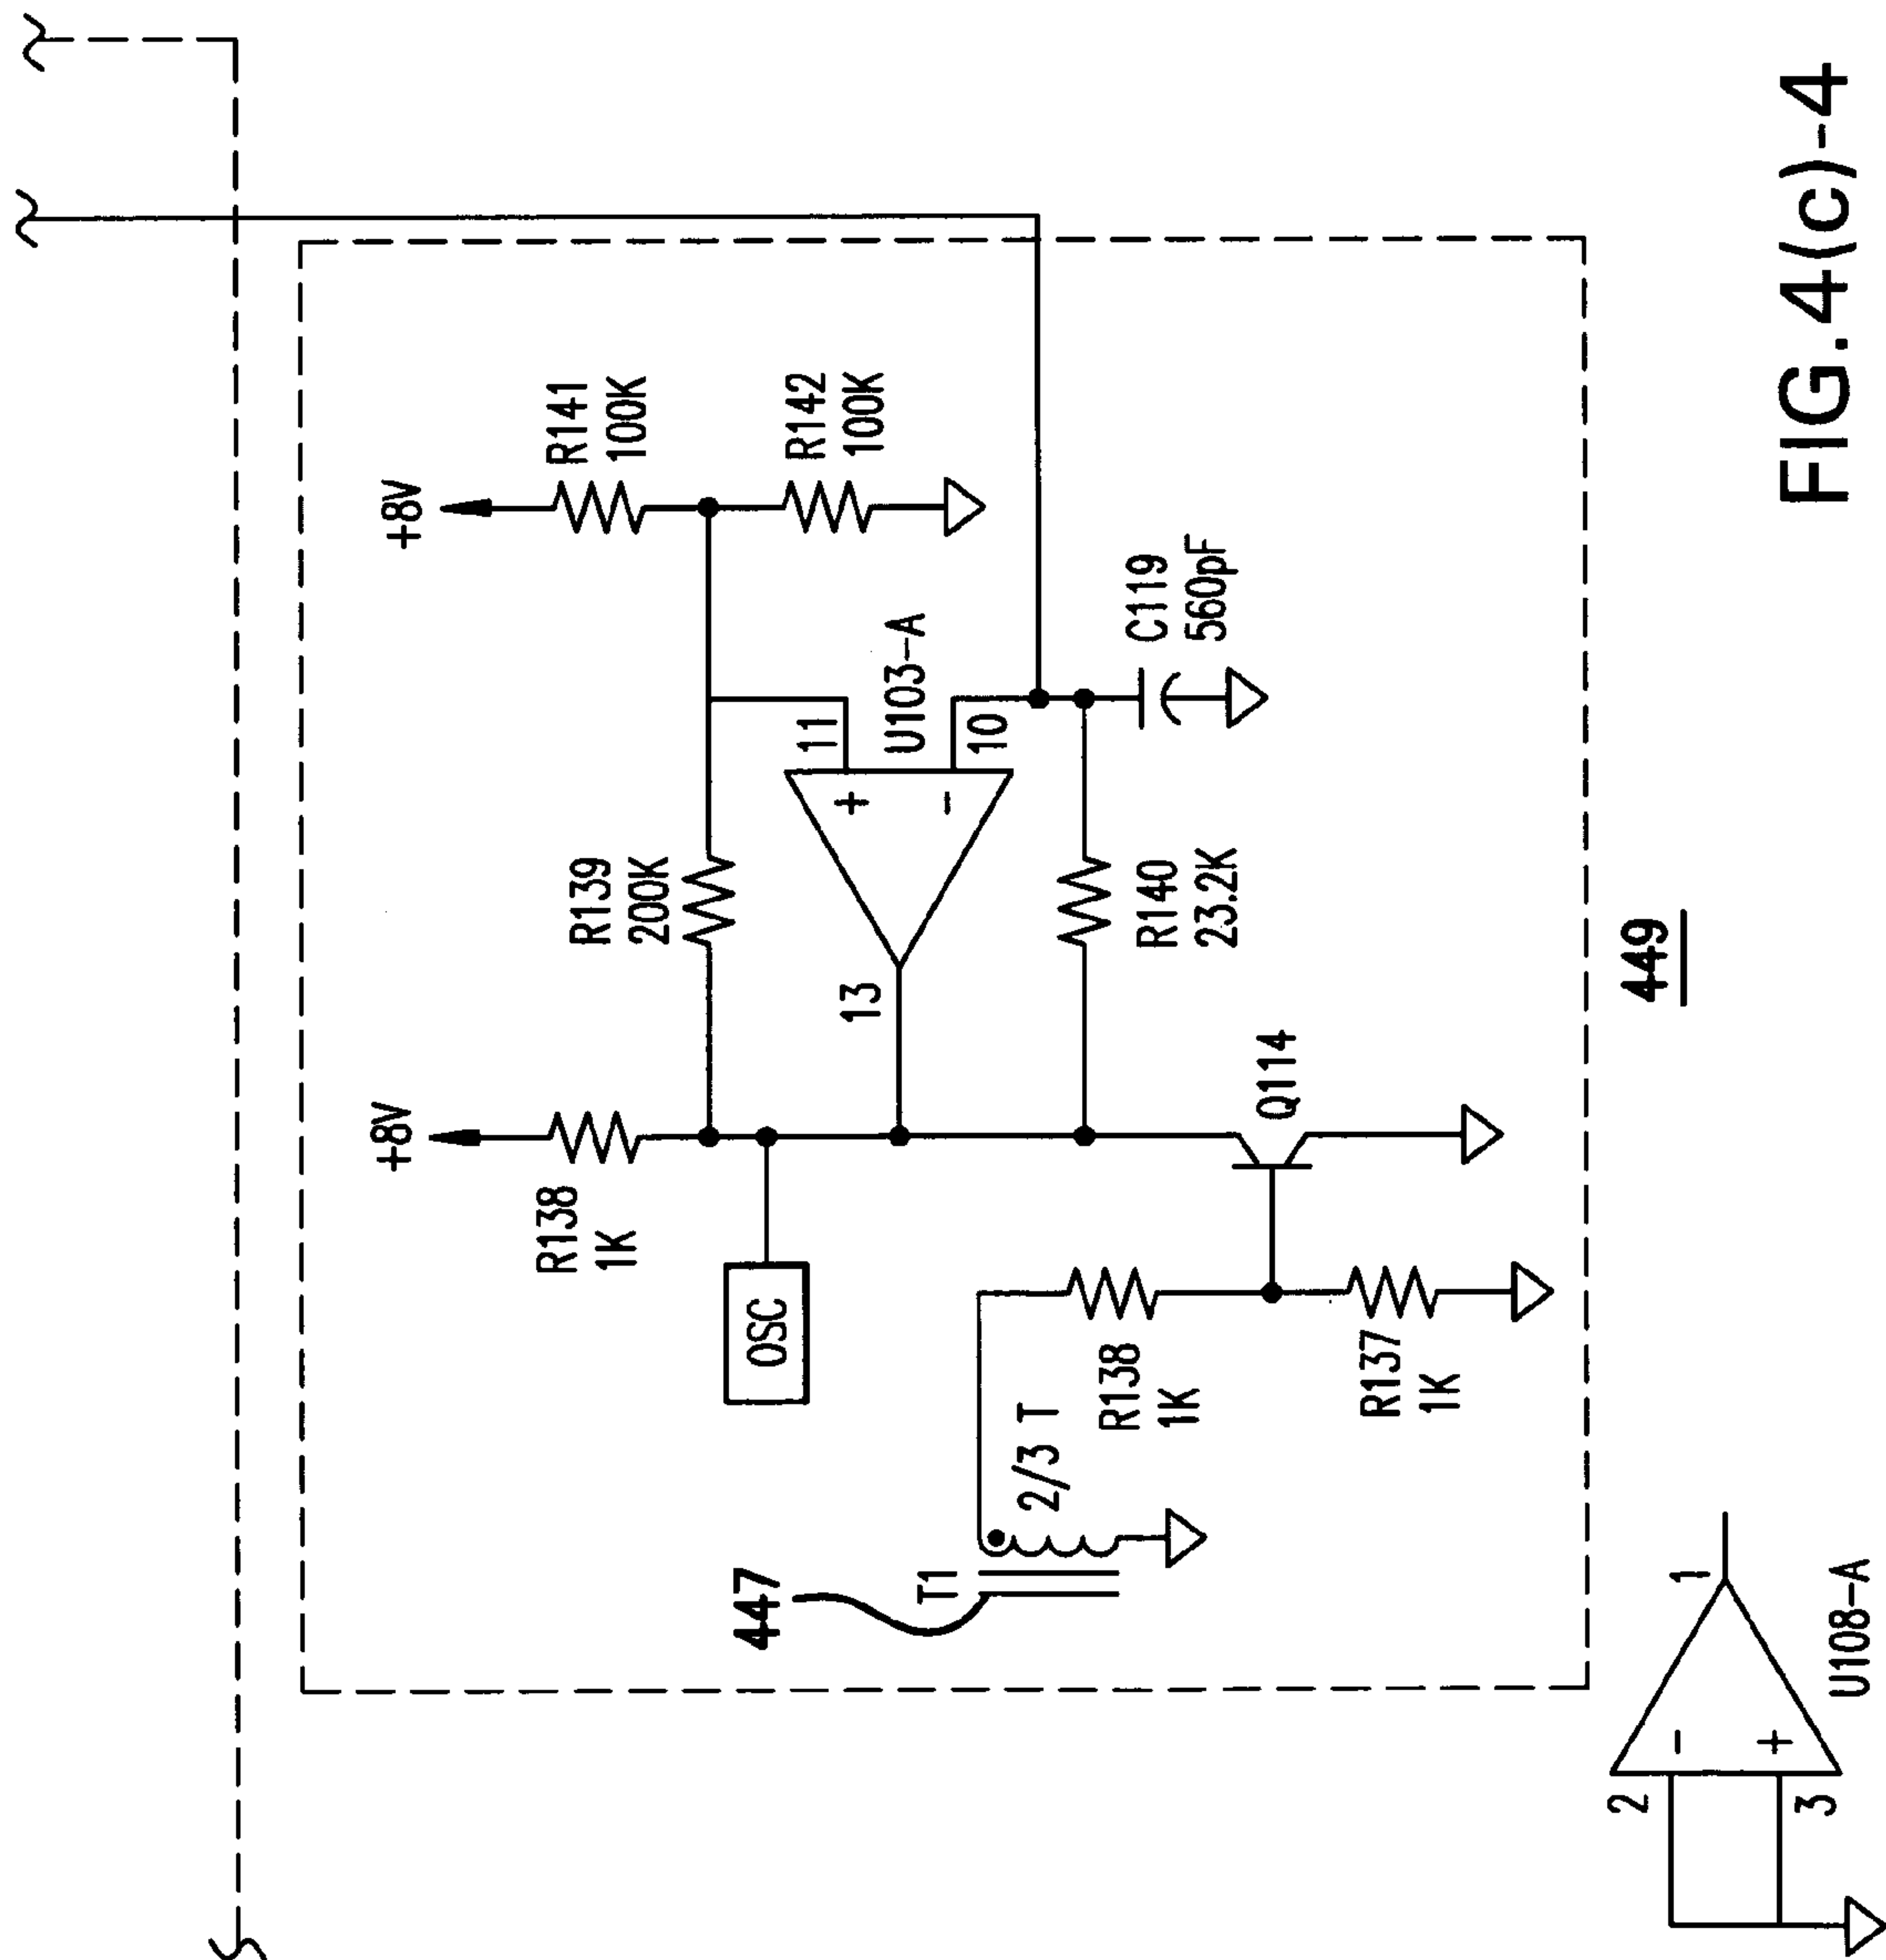 +8V
+8V
R141
100K
R138
1K
R139
200K
R142
100K
OSC
11
+
U103-A
-
10
13
C119
560pF
R140
23.2K
447
T1
2/3 T
R138
1K
Q114
R137
1K
449
2
-
+
3
1
U108-A
FIG.4(c)-4